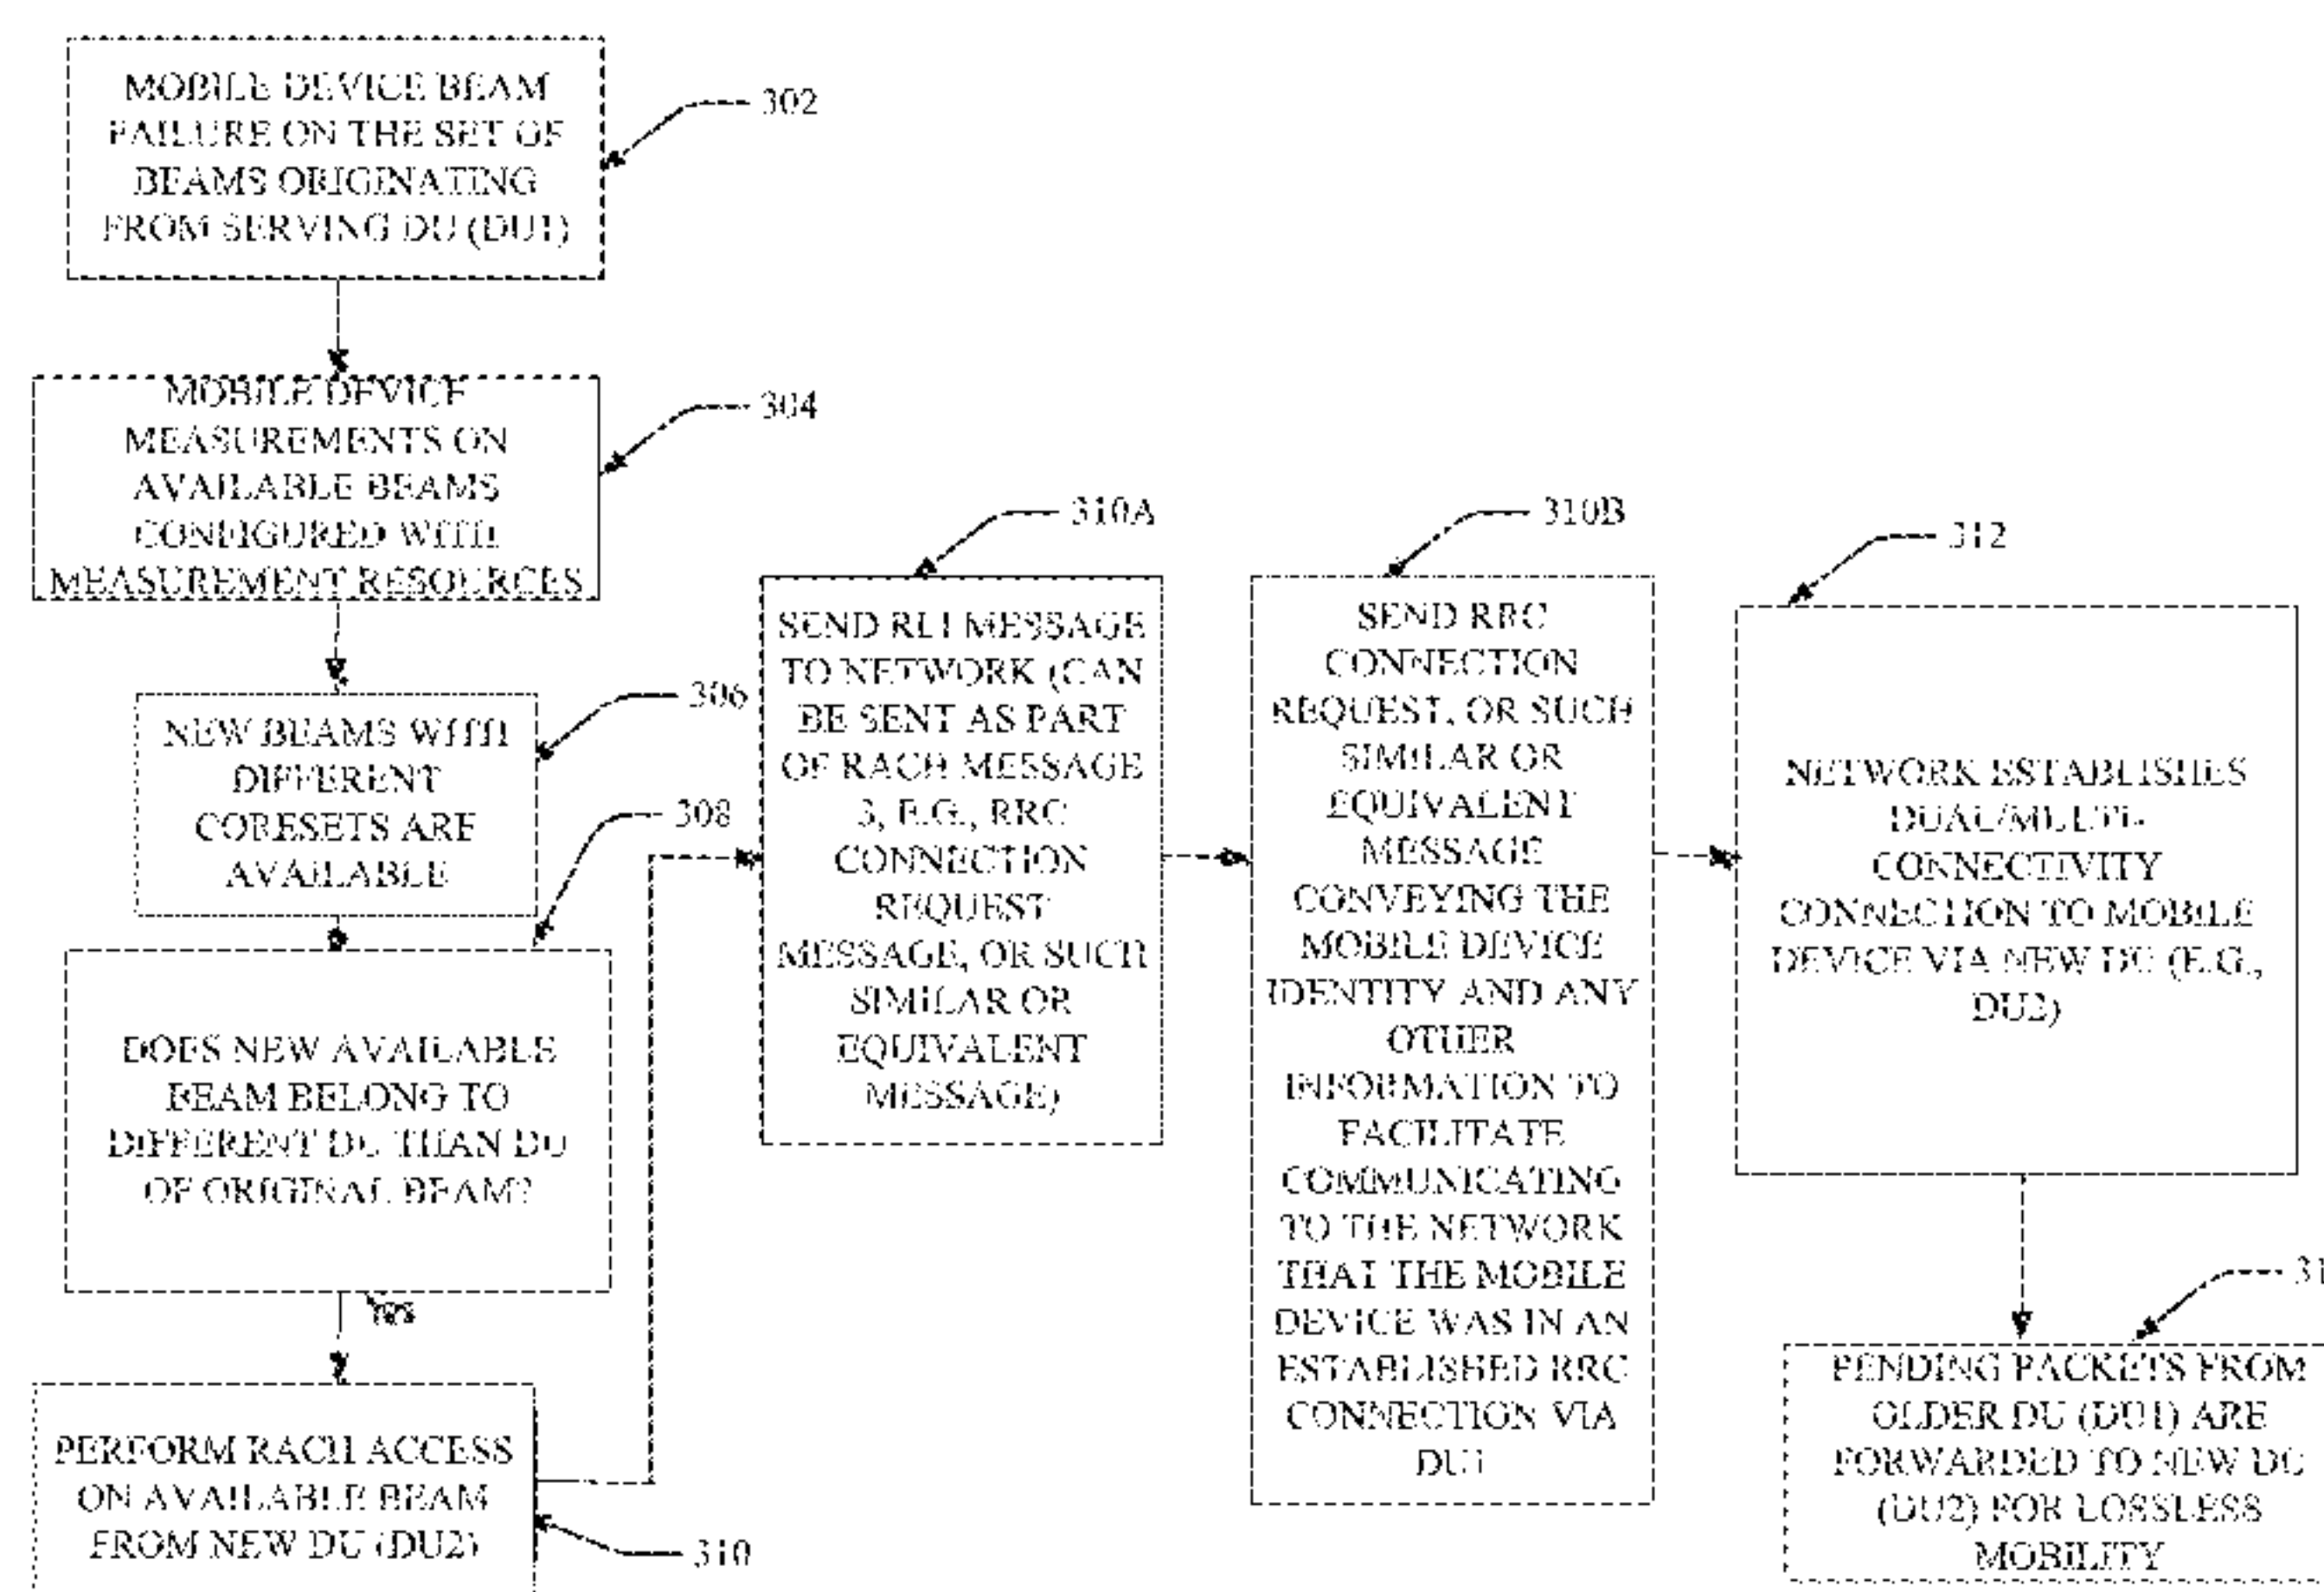 MOBILE DEVICE BEAM
FAILURE ON THE SET OF
BEAMS ORIGINATING
FROM SERVING DU (DU1)
302
MOBILE DEVICE
MEASUREMENTS ON
AVAILABLE BEAMS
CONFIGURED WITH
MEASUREMENT RESOURCES
304
NEW BEAMS WITH
DIFFERENT
CORESETS ARE
AVAILABLE
306
DOES NEW AVAILABLE
BEAM BELONG TO
DIFFERENT DU THAN DU
OF ORIGINAL BEAM?
308
YES
PERFORM RACH ACCESS
ON AVAILABLE BEAM
FROM NEW DU (DU2)
310
310A
SEND RLF MESSAGE
TO NETWORK (CAN
BE SENT AS PART
OF RACH MESSAGE
3, E.G., RRC
CONNECTION
REQUEST
MESSAGE, OR SUCH
SIMILAR OR
EQUIVALENT
MESSAGE)
310B
SEND RRC
CONNECTION
REQUEST, OR SUCH
SIMILAR OR
EQUIVALENT
MESSAGE
CONVEYING THE
MOBILE DEVICE
IDENTITY AND ANY
OTHER
INFORMATION TO
FACILITATE
COMMUNICATING
TO THE NETWORK
THAT THE MOBILE
DEVICE WAS IN AN
ESTABLISHED RRC
CONNECTION VIA
DU1
312
NETWORK ESTABLISHES
DUAL/MULTI-
CONNECTIVITY
CONNECTION TO MOBILE
DEVICE VIA NEW DU (E.G.,
DU2)
PENDING PACKETS FROM
OLDER DU (DU1) ARE
FORWARDED TO NEW DU
(DU2) FOR LOSSLESS
MOBILITY